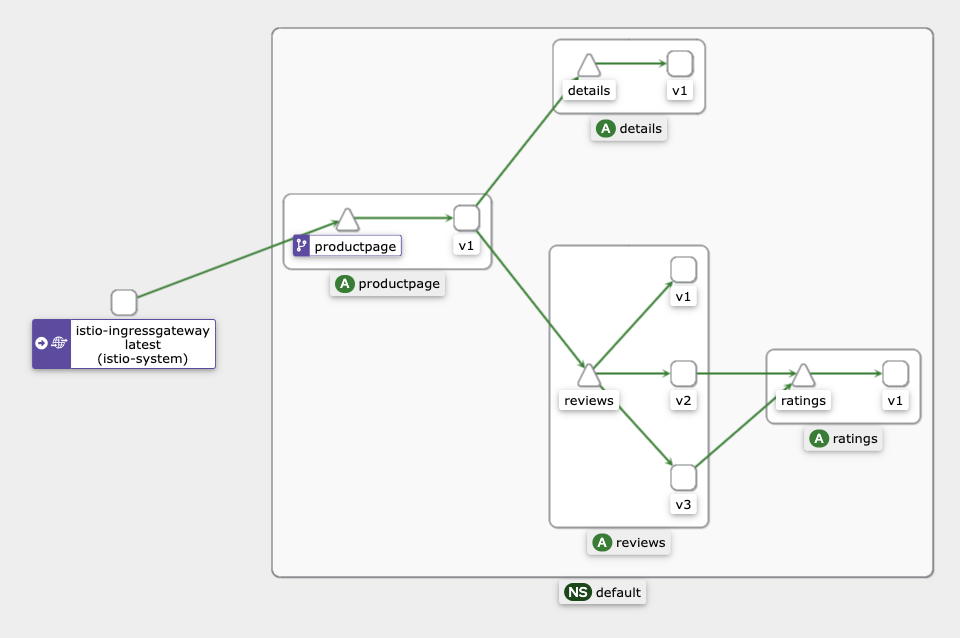 details
v1
A details
productpage
v1
A productpage
istio-ingressgateway
latest
(istio-system)
v1
reviews
v2
v3
A reviews
ratings
v1
A ratings
NS default